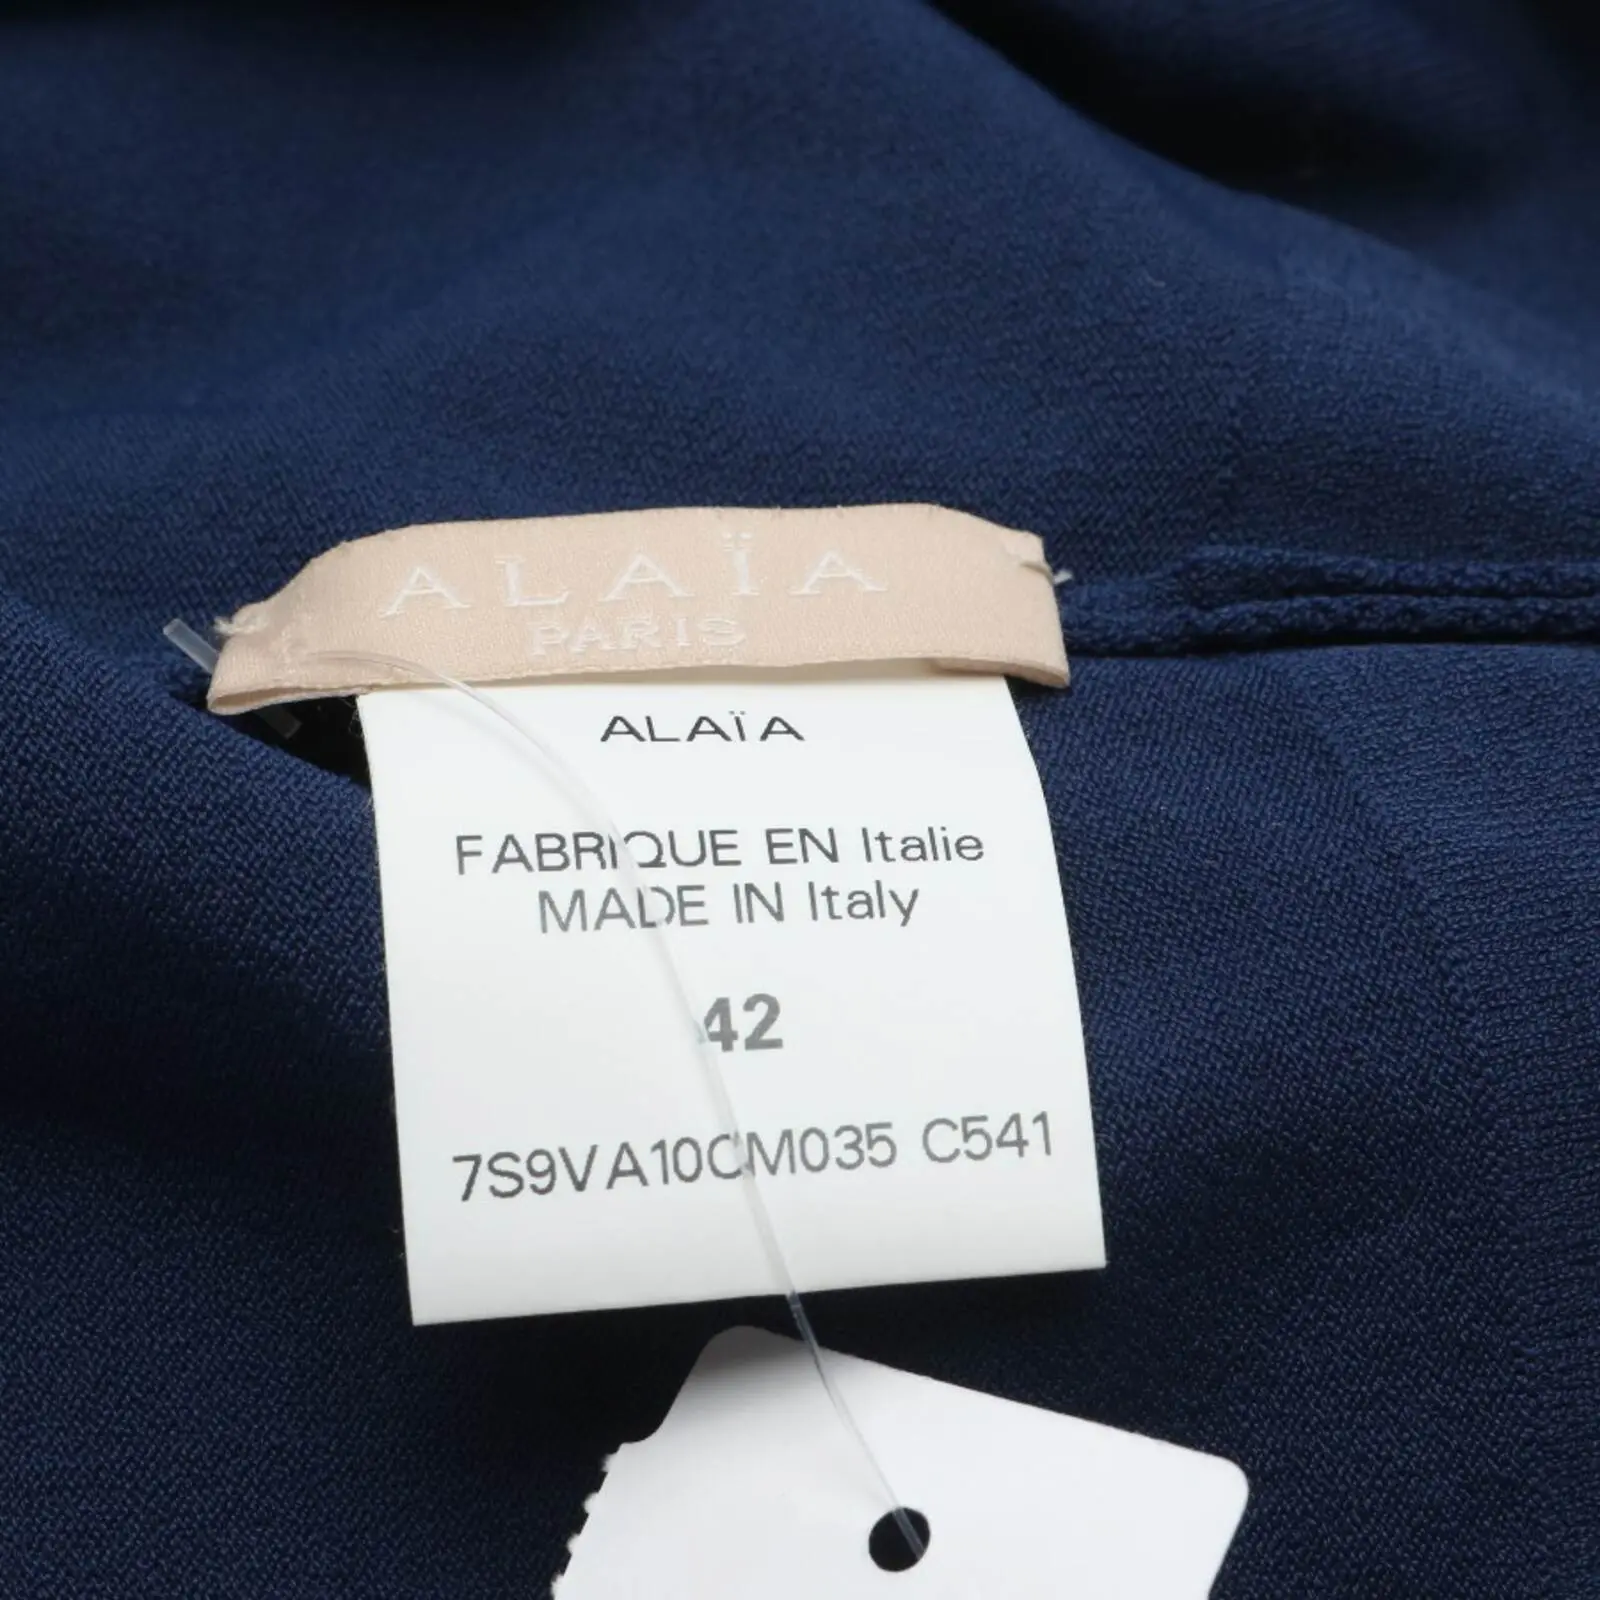 ALAÏA
PARIS
ALAÏA
FABRIQUE EN Italie
MADE IN Italy
42
7S9VA10CM035 C541